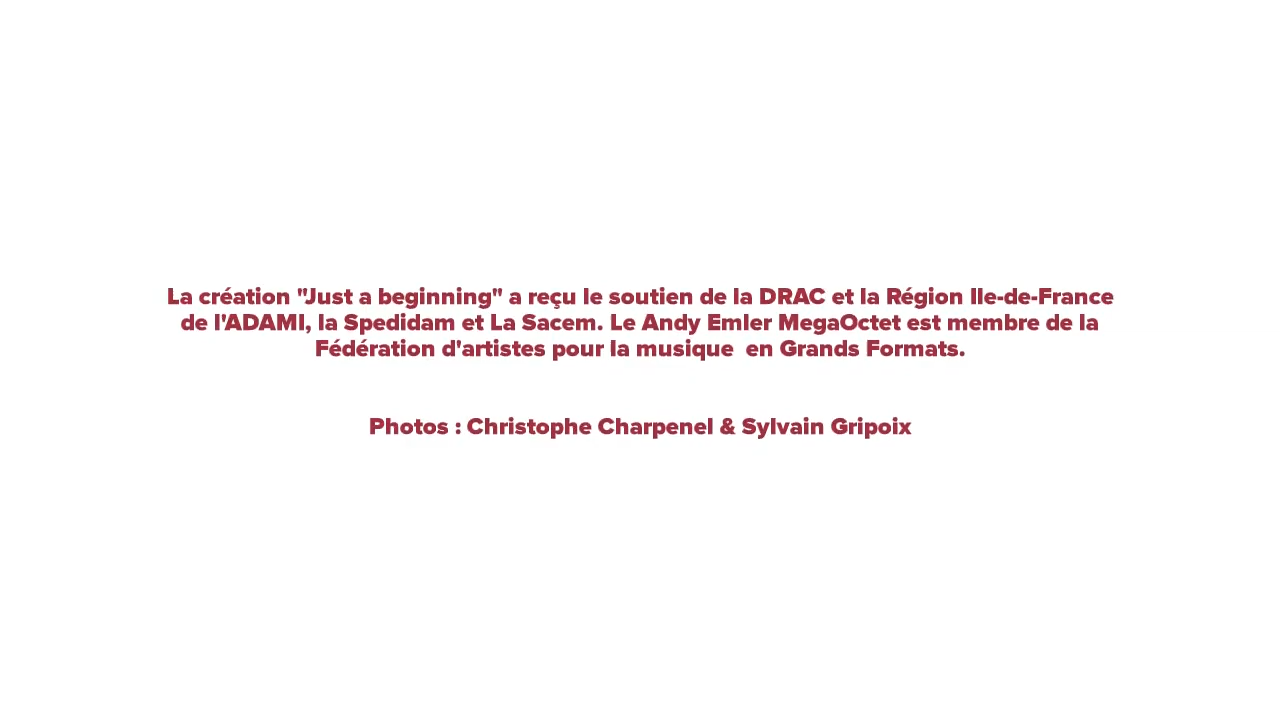 La création "Just a beginning" a reçu le soutien de la DRAC et la Région Ile-de-France
de l'ADAMI, la Spedidam et La Sacem. Le Andy Emler MegaOctet est membre de la
Fédération d'artistes pour la musique  en Grands Formats.
Photos : Christophe Charpenel & Sylvain Gripoix